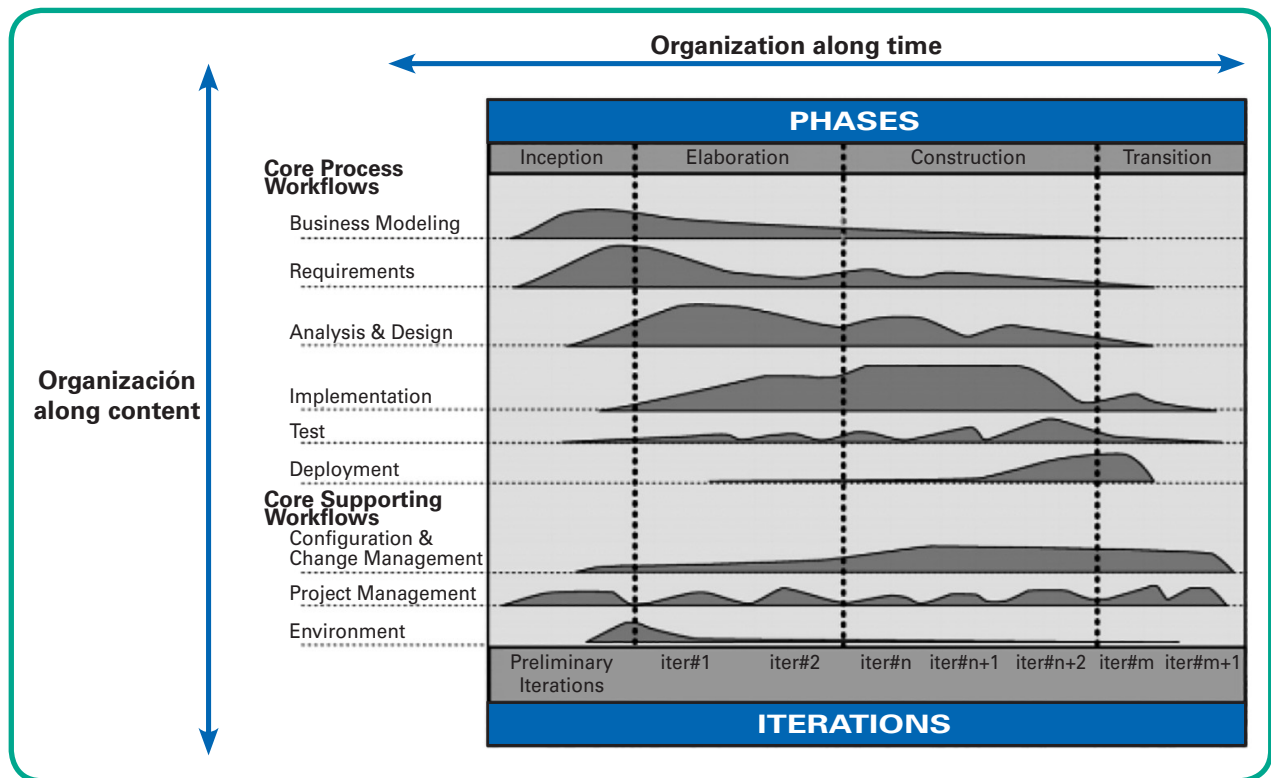 Organization along time
PHASES
Inception Elaboration Construction Transition
Core Process
Workflows
Business Modeling
Requirements
Analysis & Design
Organización
along content
Implementation
Test
Deployment
Core Supporting
Workflows
Configuration &
Change Management
Project Management
Environment
Preliminary
Iterations
iter#1 iter#2 iter#n iter#n+1 iter#n+2 iter#m iter#m+1
ITERATIONS